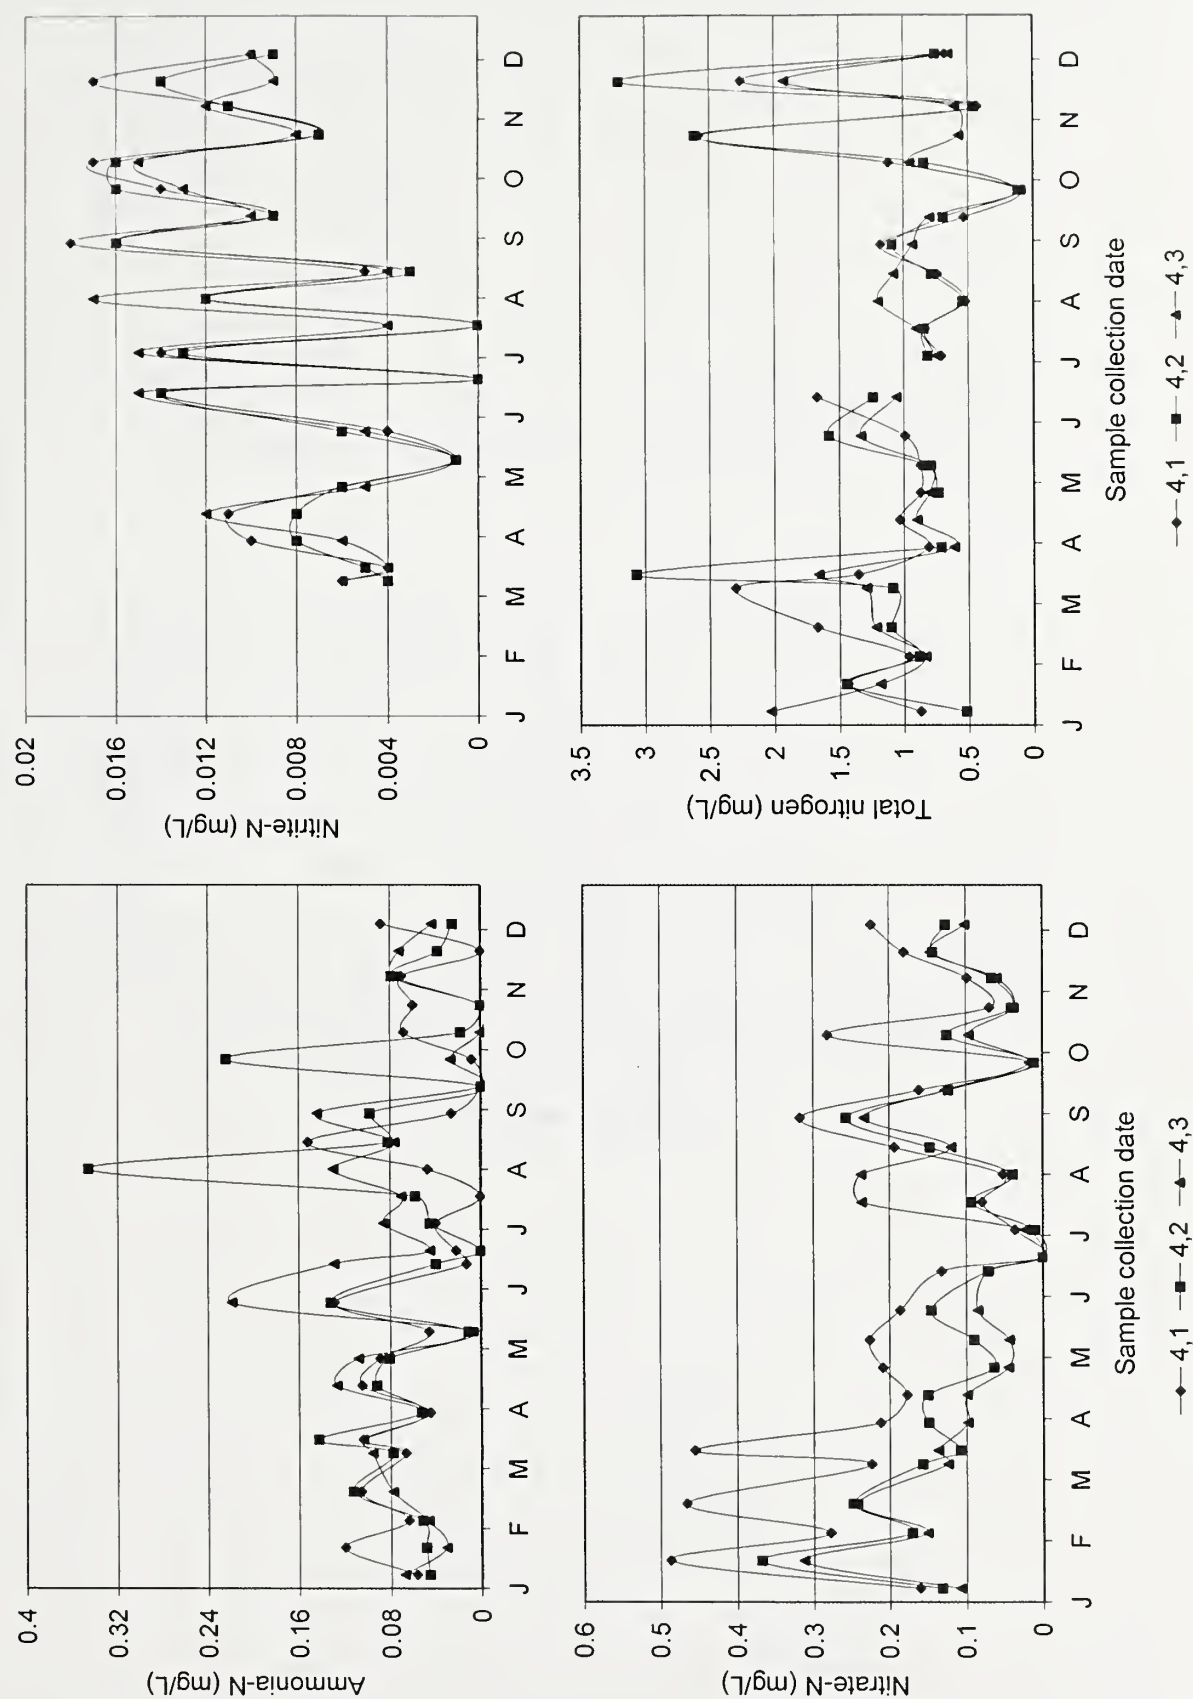 Ammonia-N (mg/L)
0.4
0.32
0.24
0.16
0.08
0
J F M A M J J A S O N D
Nitrite-N (mg/L)
0.02
0.016
0.012
0.008
0.004
0
J F M A M J J A S O N D
Nitrate-N (mg/L)
0.6
0.5
0.4
0.3
0.2
0.1
0
J F M A M J J A S O N D
Sample collection date
4,1 4,2 4,3
Total nitrogen (mg/L)
3.5
3
2.5
2
1.5
1
0.5
0
J F M A M J J A S O N D
Sample collection date
4,1 4,2 4,3